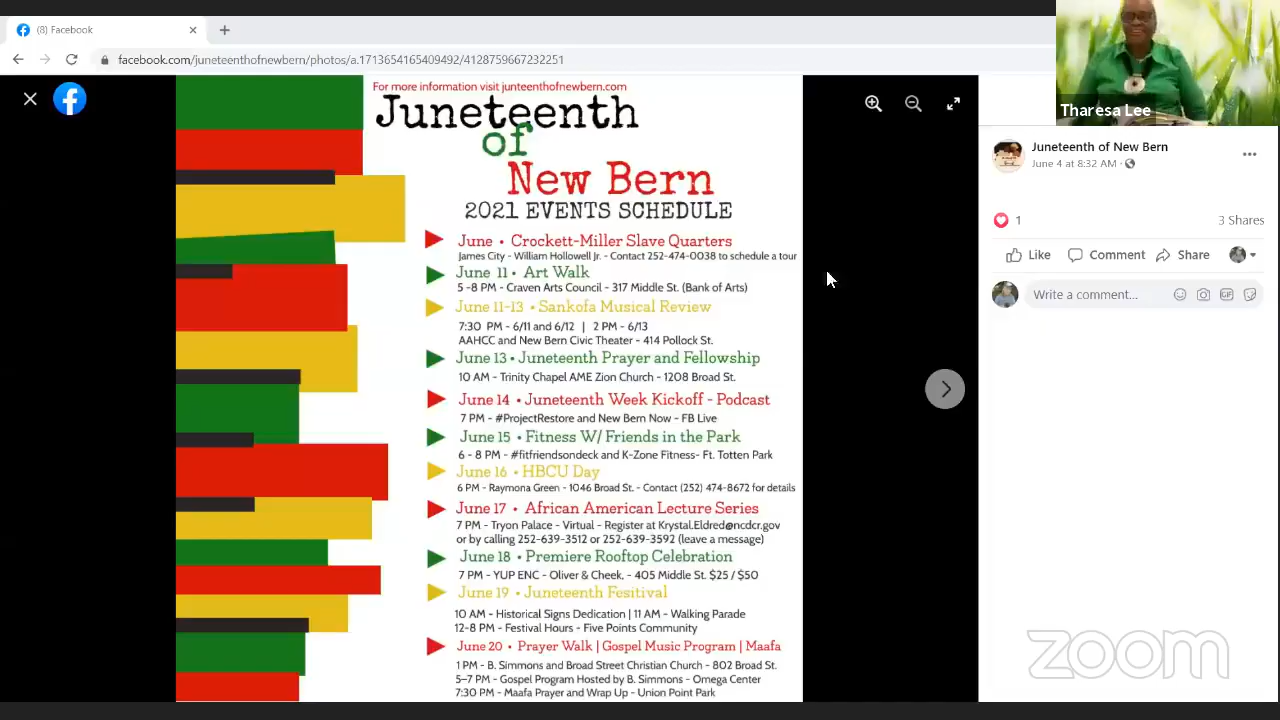 (8) Facebook
facebook.com/juneteenthofnewbern/photos/a.1713654165409492/4128759667232251
For more information visit junteenthofnewbern.com
Juneteenth
of
New Bern
2021 EVENTS SCHEDULE
June • Crockett-Miller Slave Quarters
James City - William Hollowell Jr. - Contact 252-474-0038 to schedule a tour
June 11 • Art Walk
5 -8 PM - Craven Arts Council - 317 Middle St. (Bank of Arts)
June 11-13 • Sankofa Musical Review
7:30 PM - 6/11 and 6/12 | 2 PM - 6/13
AAHCC and New Bern Civic Theater - 414 Pollock St.
June 13 • Juneteenth Prayer and Fellowship
10 AM - Trinity Chapel AME Zion Church - 1208 Broad St.
June 14 • Juneteenth Week Kickoff - Podcast
7 PM - #ProjectRestore and New Bern Now - FB Live
June 15 • Fitness W/ Friends in the Park
6 - 8 PM - #fitfriendsondeck and K-Zone Fitness- Ft. Totten Park
June 16 • HBCU Day
6 PM - Raymona Green - 1046 Broad St. - Contact (252) 474-8672 for details
June 17 • African American Lecture Series
7 PM - Tryon Palace - Virtual - Register at Krystal.Eldred@ncdcr.gov
or by calling 252-639-3512 or 252-639-3592 (leave a message)
June 18 • Premiere Rooftop Celebration
7 PM - YUP ENC - Oliver & Cheek. - 405 Middle St. $25 / $50
June 19 • Juneteenth Fesitival
10 AM - Historical Signs Dedication | 11 AM - Walking Parade
12-8 PM - Festival Hours - Five Points Community
June 20 • Prayer Walk | Gospel Music Program | Maafa
1 PM - B. Simmons and Broad Street Christian Church - 802 Broad St.
5-7 PM - Gospel Program Hosted by B. Simmons - Omega Center
7:30 PM - Maafa Prayer and Wrap Up - Union Point Park
Tharesa Lee
Juneteenth of New Bern
June 4 at 8:32 AM ·
1
3 Shares
Like
Comment
Share
Write a comment...
GIF
zoom